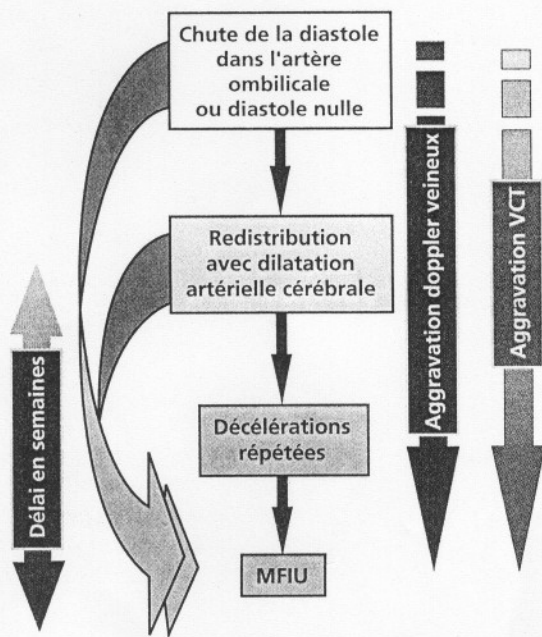 Chute de la diastole
dans l'artère
ombilicale
ou diastole nulle
Redistribution
avec dilatation
artérielle cérébrale
Décélérations
répétées
MFIU
Délai en semaines
Aggravation doppler veineux
Aggravation VCT